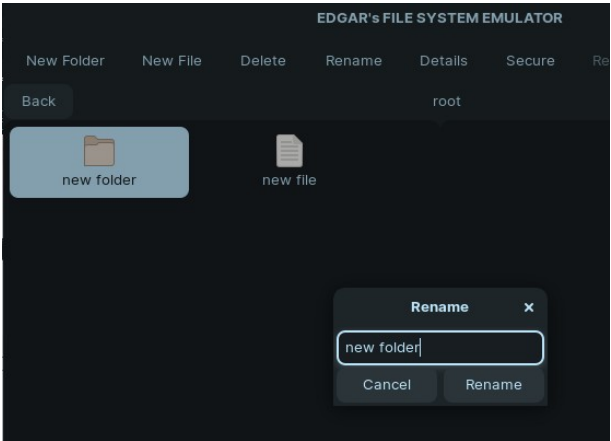 EDGAR's FILE SYSTEM EMULATOR
New Folder New File Delete Rename Details Secure Re
Back root
new folder new file
Rename ×
new folder
Cancel Rename